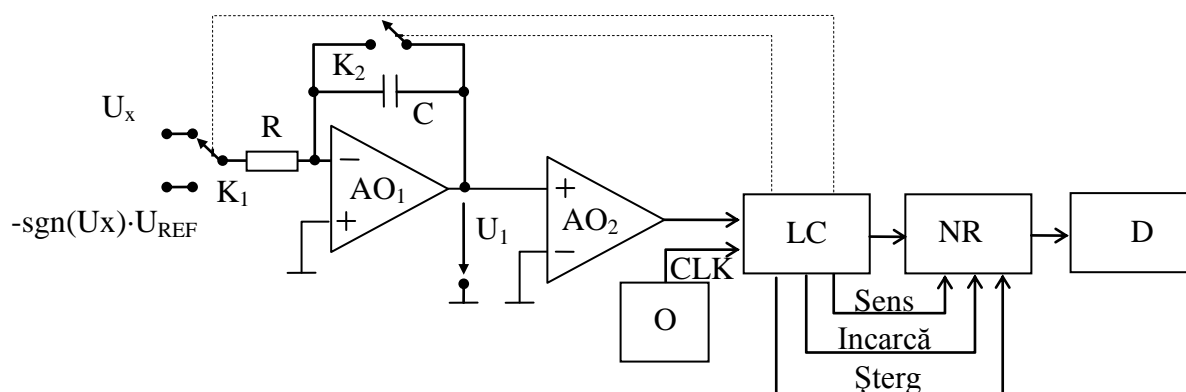 K2
Ux
C
R
− −
AO1
+
K1
-sgn(Ux)·UREF
U1
+
AO2
−
LC
NR
D
CLK
O
Sens
Incarcă
Şterg